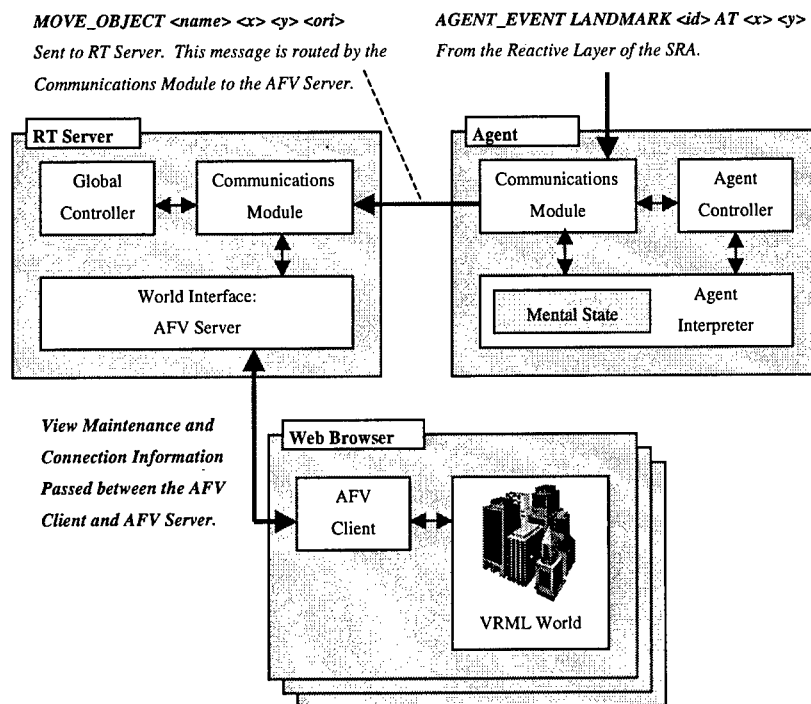 MOVE_OBJECT <name> <x> <y> <ori>
Sent to RT Server. This message is routed by the
Communications Module to the AFV Server.
AGENT_EVENT LANDMARK <id> AT <x> <y>
From the Reactive Layer of the SRA.
RT Server
Global
Controller
Communications
Module
World Interface:
AFV Server
Agent
Communications
Module
Agent
Controller
Mental State
Agent
Interpreter
View Maintenance and
Connection Information
Passed between the AFV
Client and AFV Server.
Web Browser
AFV
Client
VRML World